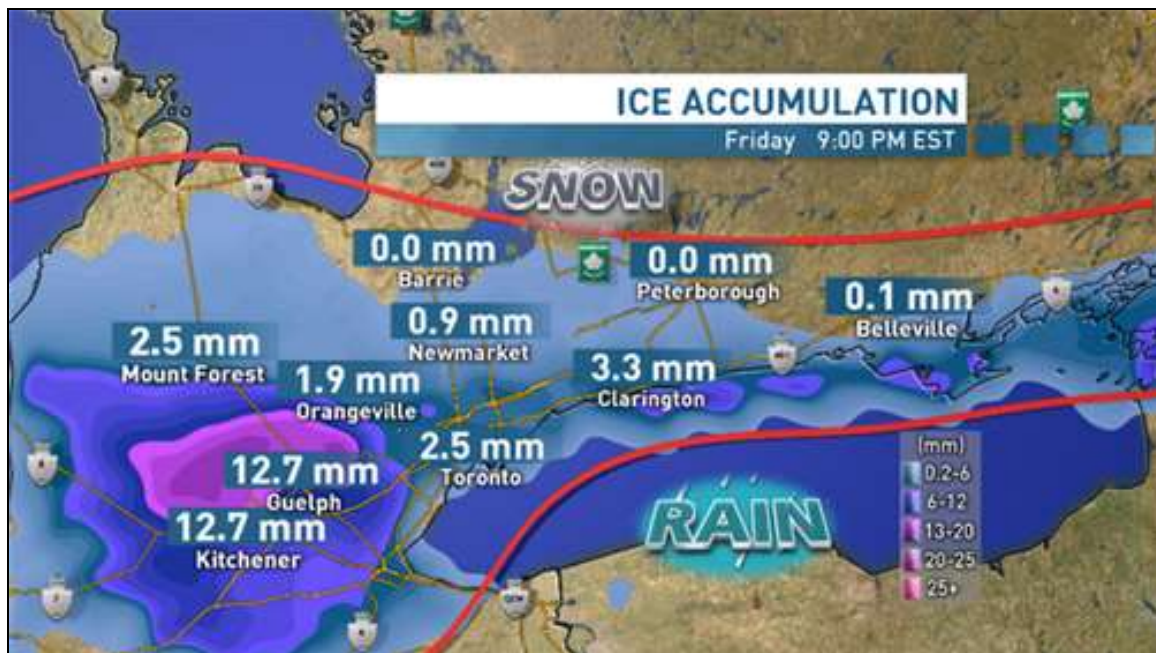 ICE ACCUMULATION
Friday 9:00 PM EST
SNOW
0.0 mm
Barrie
0.0 mm
Peterborough
0.1 mm
Belleville
0.9 mm
Newmarket
2.5 mm
Mount Forest
1.9 mm
Orangeville
3.3 mm
Clarington
2.5 mm
Toronto
12.7 mm
Guelph
12.7 mm
Kitchener
RAIN
(mm)
0.2-6
6-12
13-20
20-25
25+
QEW